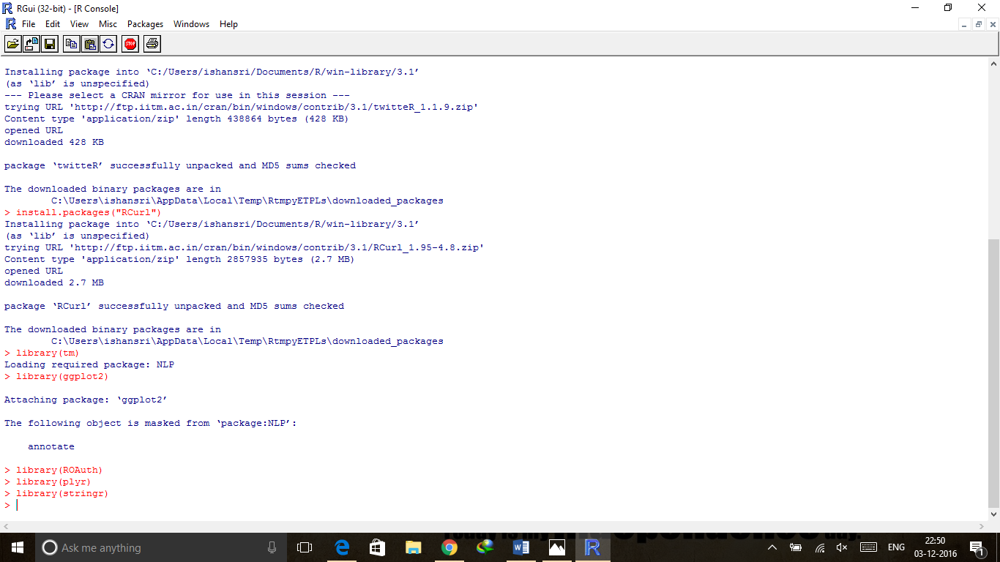 RGui (32-bit) - [R Console]
File Edit View Misc Packages Windows Help
STOP
Installing package into ‘C:/Users/ishansri/Documents/R/win-library/3.1’
(as ‘lib’ is unspecified)
--- Please select a CRAN mirror for use in this session ---
trying URL 'http://ftp.iitm.ac.in/cran/bin/windows/contrib/3.1/twitteR_1.1.9.zip'
Content type 'application/zip' length 438864 bytes (428 KB)
opened URL
downloaded 428 KB
package ‘twitteR’ successfully unpacked and MD5 sums checked
The downloaded binary packages are in
C:\Users\ishansri\AppData\Local\Temp\RtmpyETPLs\downloaded_packages
> install.packages("RCurl")
Installing package into ‘C:/Users/ishansri/Documents/R/win-library/3.1’
(as ‘lib’ is unspecified)
trying URL 'http://ftp.iitm.ac.in/cran/bin/windows/contrib/3.1/RCurl_1.95-4.8.zip'
Content type 'application/zip' length 2857935 bytes (2.7 MB)
opened URL
downloaded 2.7 MB
package ‘RCurl’ successfully unpacked and MD5 sums checked
The downloaded binary packages are in
C:\Users\ishansri\AppData\Local\Temp\RtmpyETPLs\downloaded_packages
> library(tm)
Loading required package: NLP
> library(ggplot2)
Attaching package: ‘ggplot2’
The following object is masked from ‘package:NLP’:
annotate
> library(ROAuth)
> library(plyr)
> library(stringr)
>
Ask me anything
ENG
22:50
03-12-2016
1